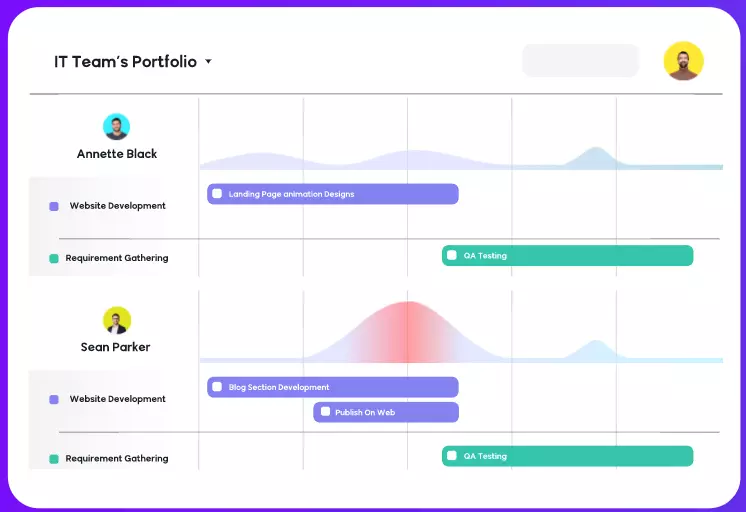 IT Team's Portfolio
Annette Black
Website Development
Landing Page animation Designs
Requirement Gathering
QA Testing
Sean Parker
Website Development
Blog Section Development
Publish On Web
Requirement Gathering
QA Testing